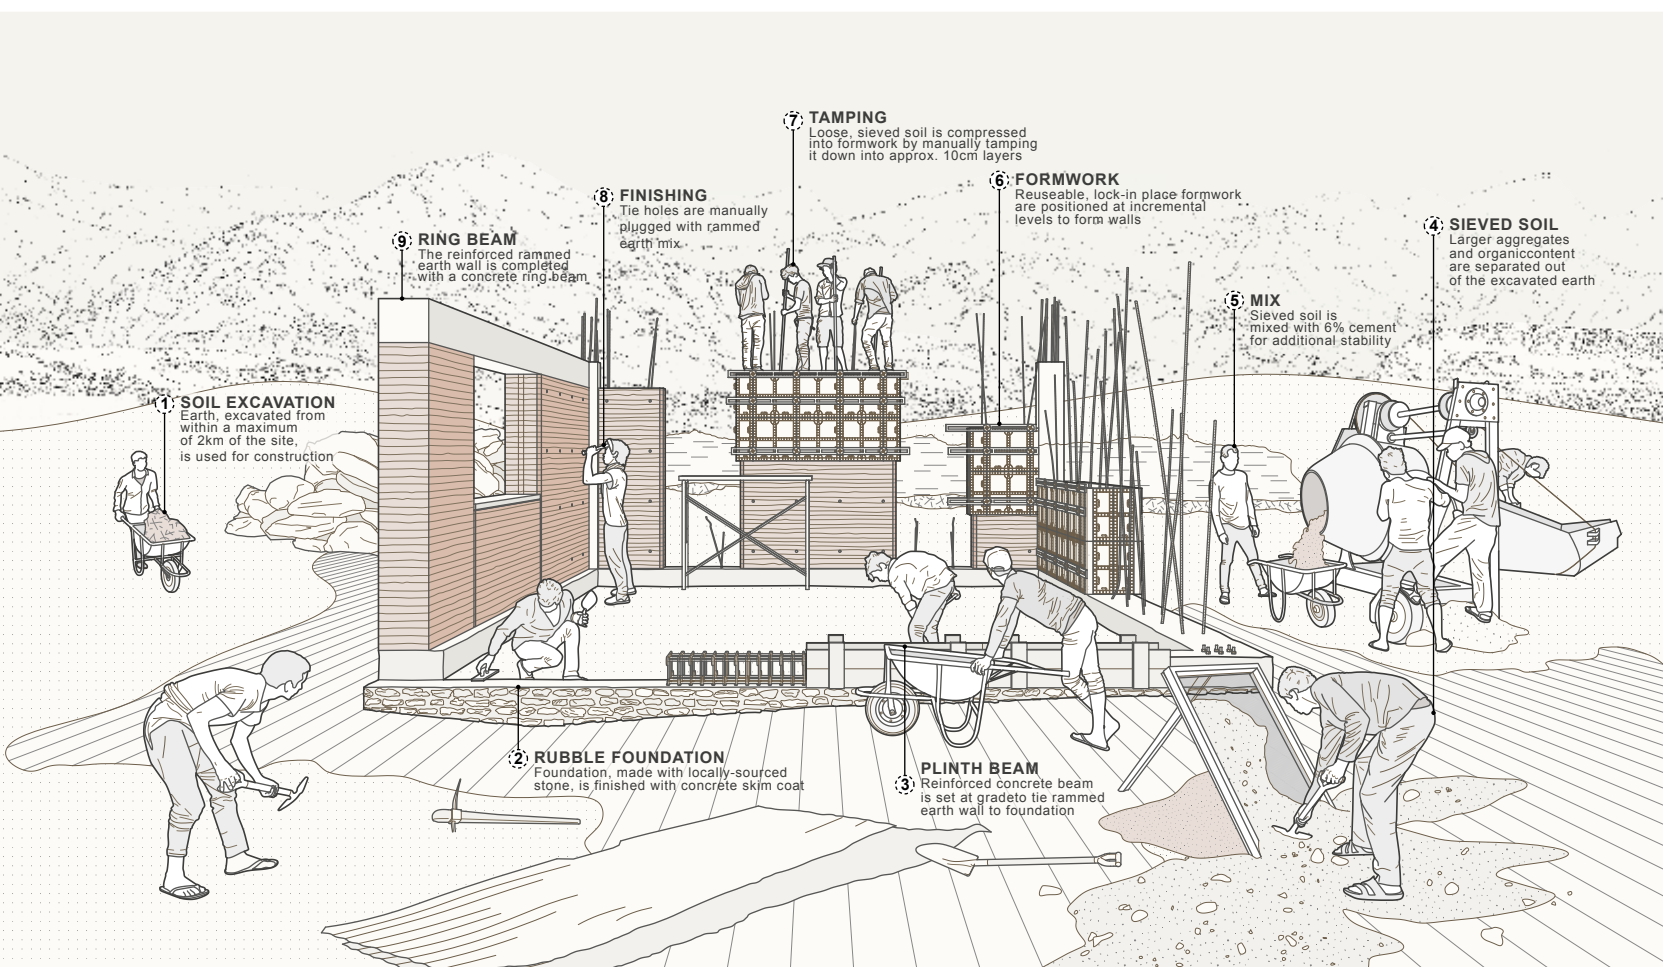 1 SOIL EXCAVATION
Earth, excavated from
within a maximum
of 2km of the site,
is used for construction
2 RUBBLE FOUNDATION
Foundation, made with locally-sourced
stone, is finished with concrete skim coat
3 PLINTH BEAM
Reinforced concrete beam
is set at gradeto tie rammed
earth wall to foundation
4 SIEVED SOIL
Larger aggregates
and organiccontent
are separated out
of the excavated earth
5 MIX
Sieved soil is
mixed with 6% cement
for additional stability
6 FORMWORK
Reuseable, lock-in place formwork
are positioned at incremental
levels to form walls
7 TAMPING
Loose, sieved soil is compressed
into formwork by manually tamping
it down into approx. 10cm layers
8 FINISHING
Tie holes are manually
plugged with rammed
earth mix
9 RING BEAM
The reinforced rammed
earth wall is completed
with a concrete ring beam